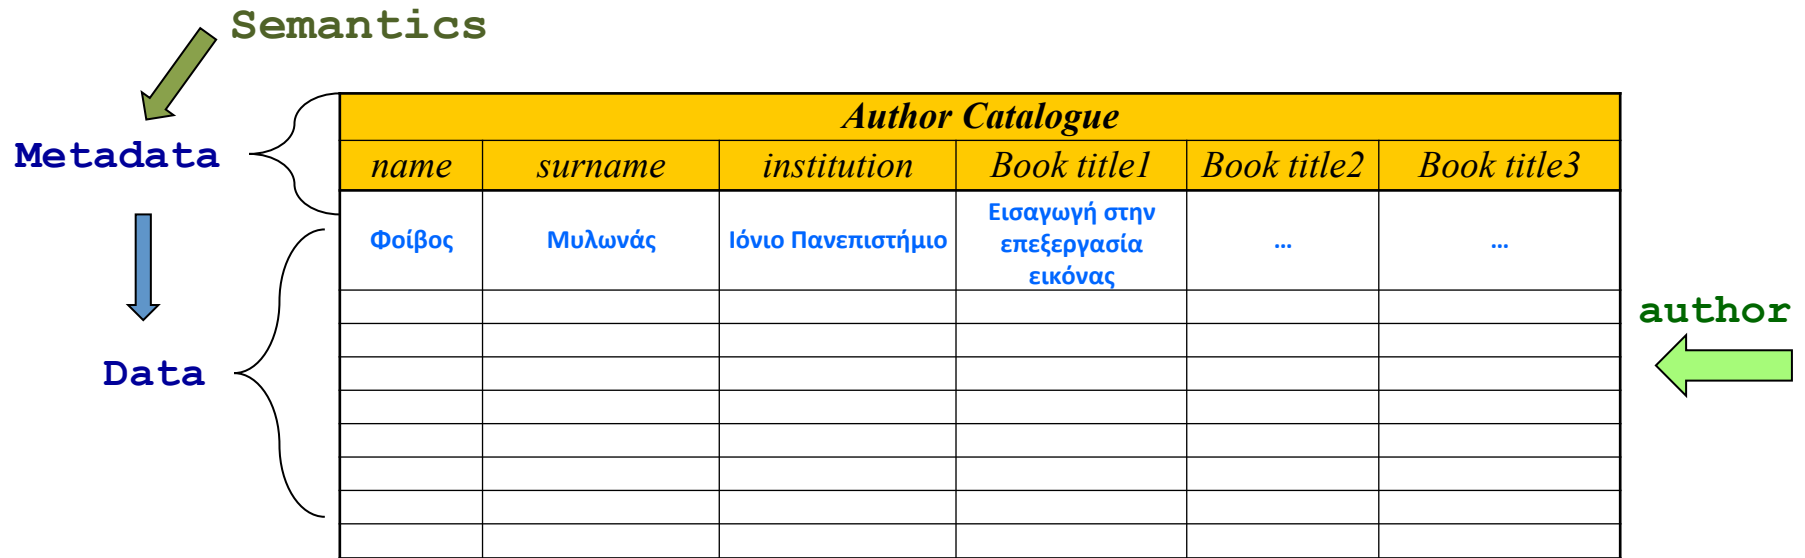 Semantics
Author Catalogue
Metadata
name surname institution Book title1 Book title2 Book title3
Φοίβος Μυλωνάς Ιόνιο Πανεπιστήμιο Εισαγωγή στην
επεξεργασία
εικόνας
... ...
author
Data